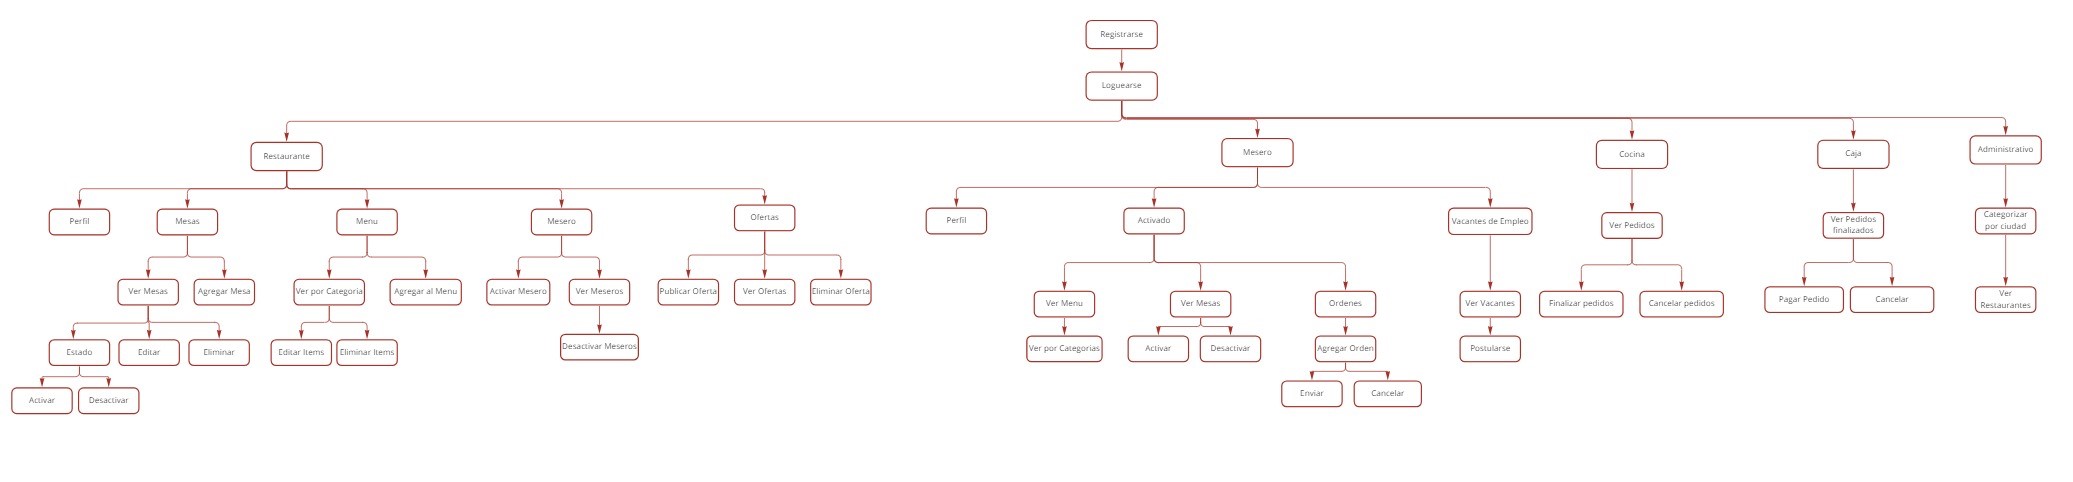 Registrarse
Loguearse
Restaurante
Mesero
Cocina
Caja
Administrativo
Perfil
Mesas
Menu
Mesero
Ofertas
Perfil
Activado
Vacantes de Empleo
Ver Pedidos
Ver Pedidos
finalizados
Categorizar
por ciudad
Ver Mesas
Agregar Mesa
Ver por Categoria
Agregar al Menu
Activar Mesero
Ver Meseros
Publicar Oferta
Ver Ofertas
Eliminar Oferta
Ver Menu
Ver Mesas
Ordenes
Ver Vacantes
Finalizar pedidos
Cancelar pedidos
Pagar Pedido
Cancelar
Ver
Restaurantes
Estado
Editar
Eliminar
Editar Items
Eliminar Items
Desactivar Meseros
Ver por Categorias
Activar
Desactivar
Agregar Orden
Postularse
Activar
Desactivar
Enviar
Cancelar